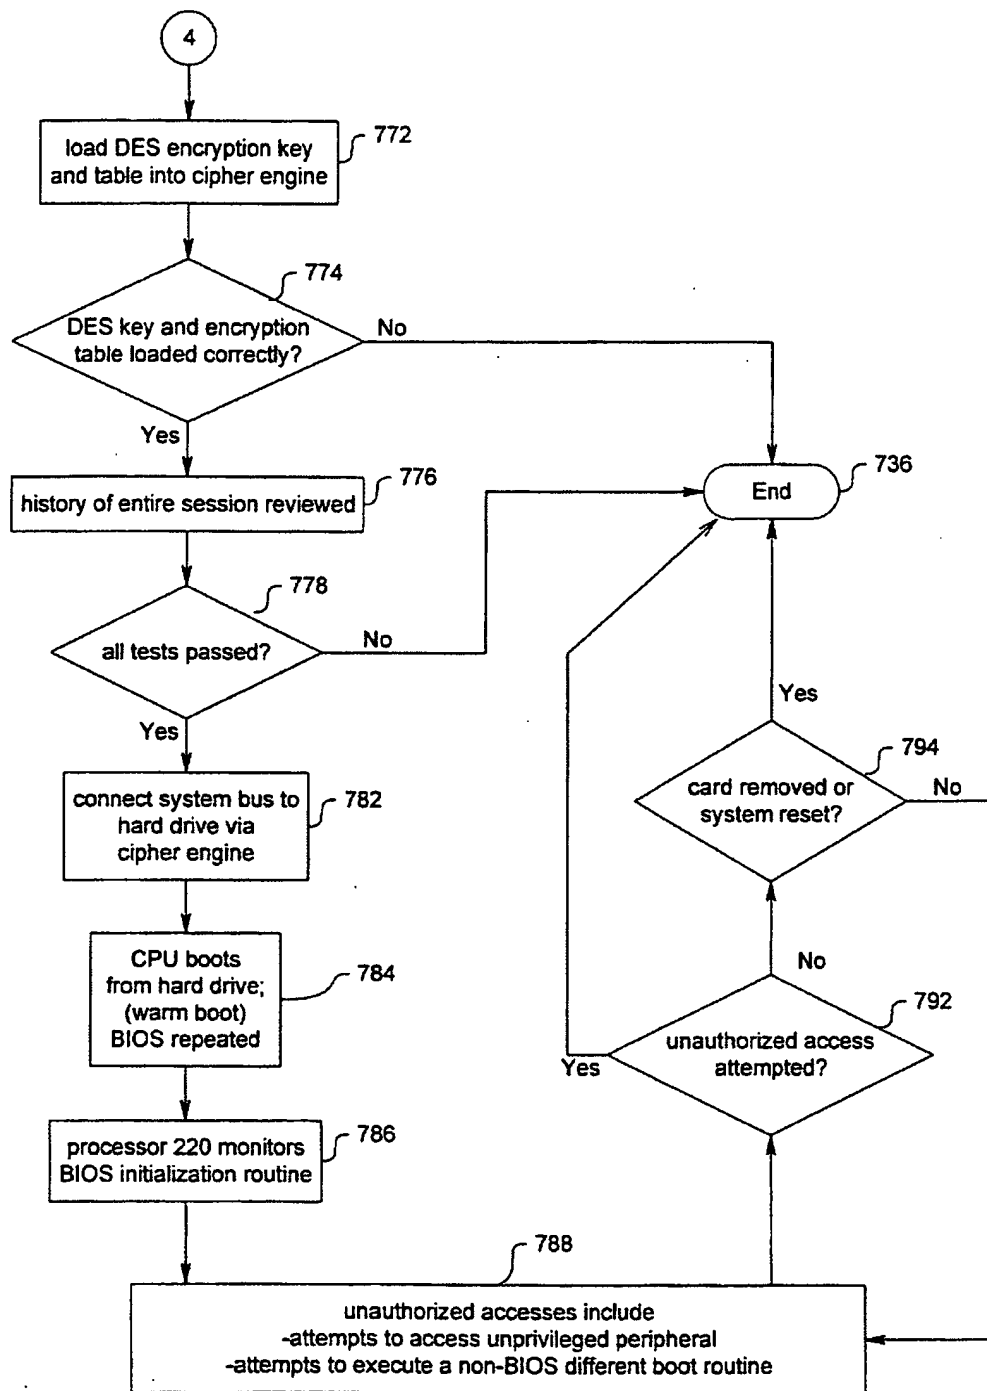 4
load DES encryption key
and table into cipher engine
772
774
DES key and encryption
table loaded correctly?
No
Yes
history of entire session reviewed
776
736
End
778
all tests passed?
No
Yes
connect system bus to
hard drive via
cipher engine
782
Yes
794
card removed or
system reset?
No
CPU boots
from hard drive;
(warm boot)
BIOS repeated
784
No
792
unauthorized access
attempted?
Yes
processor 220 monitors
BIOS initialization routine
786
788
unauthorized accesses include
-attempts to access unprivileged peripheral
-attempts to execute a non-BIOS different boot routine